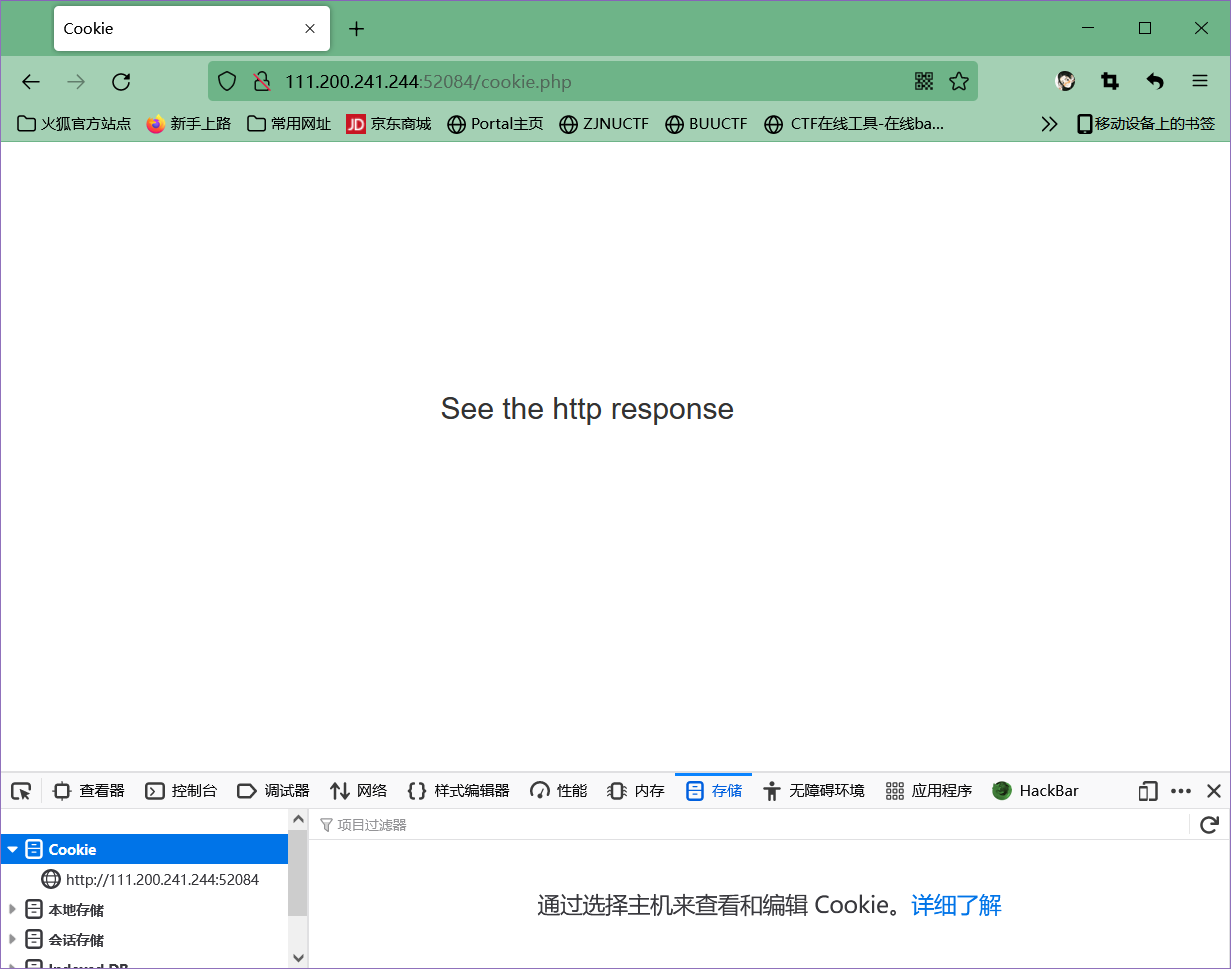 Cookie
111.200.241.244:52084/cookie.php
火狐官方站点 新手上路 常用网址 JD 京东商城 Portal主页 ZJNUCTF BUUCTF CTF在线工具-在线ba... 移动设备上的书签
See the http response
查看器 控制台 调试器 网络 样式编辑器 性能 内存 存储 无障碍环境 应用程序 HackBar
项目过滤器
Cookie
http://111.200.241.244:52084
本地存储
会话存储
Indexed DB
通过选择主机来查看和编辑 Cookie。详细了解